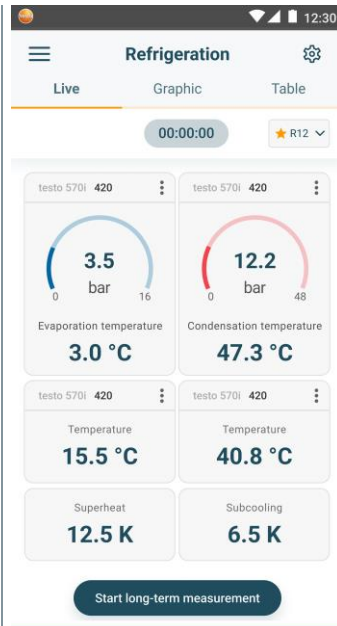 12:30
Refrigeration
Live Graphic Table
00:00:00 R12
testo 570i 420 testo 570i 420
3.5 12.2
bar bar
0 16 0 48
Evaporation temperature Condensation temperature
3.0 °C 47.3 °C
testo 570i 420 testo 570i 420
Temperature Temperature
15.5 °C 40.8 °C
Superheat Subcooling
12.5 K 6.5 K
Start long-term measurement